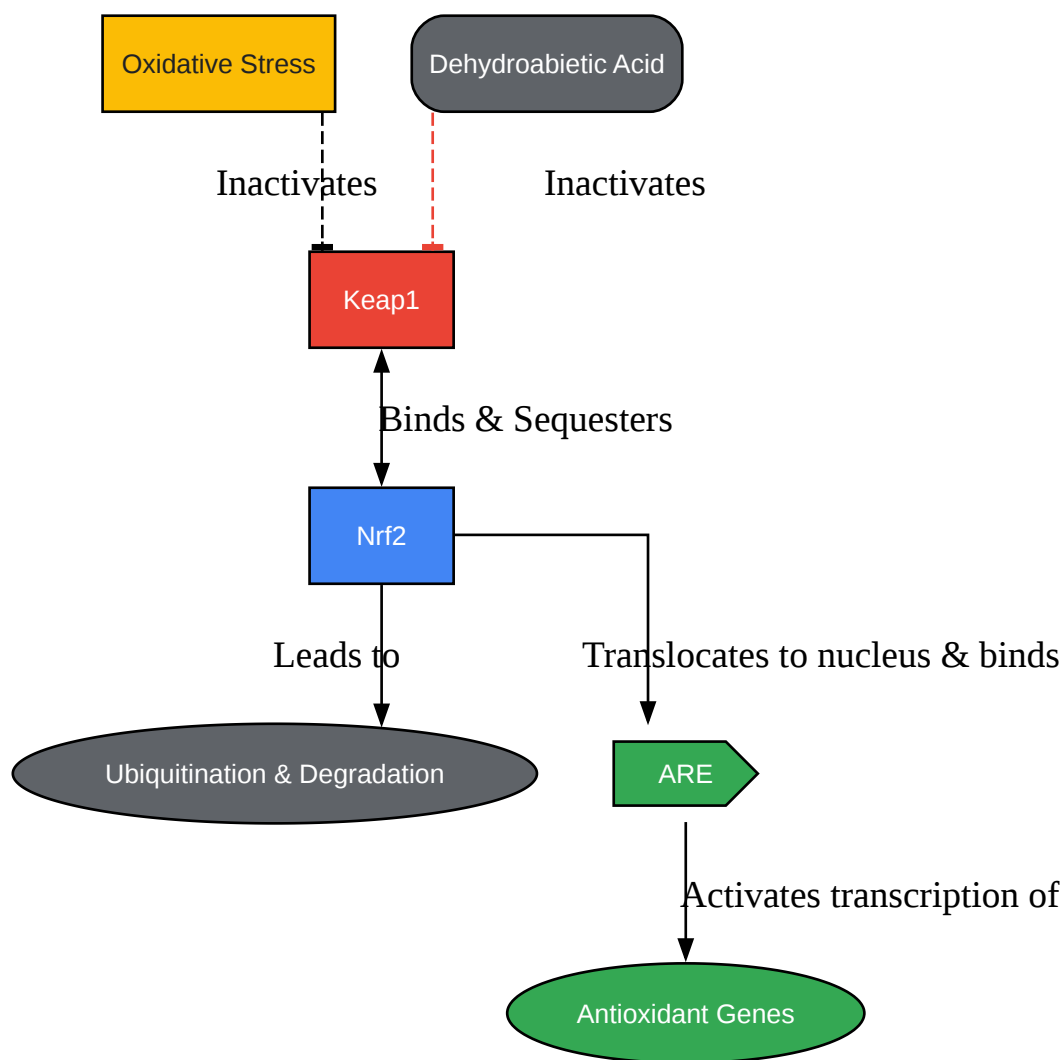 Oxidative Stress
Dehydroabietic Acid
Inactivates
Inactivates
Keap1
Binds & Sequesters
Nrf2
Leads to
Translocates to nucleus & binds
Ubiquitination & Degradation
ARE
Activates transcription of
Antioxidant Genes